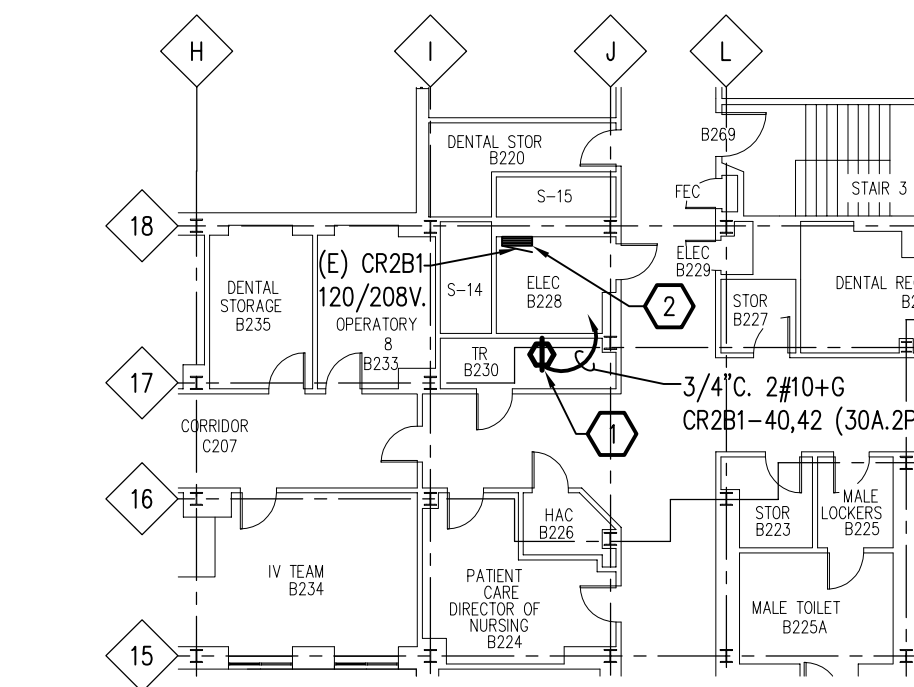 H
I
J
L
DENTAL STOR
B220
B269
S-15
FEC
STAIR 3
18
(E) CR2B1
120/208V.
S-14
ELEC
B228
ELEC
B229
2
DENTAL
STORAGE
B235
OPERATORY
8
B233
STOR
B227
DENTAL RE
TR
B230
17
3/4"C. 2#10+G
CR2B1-40,42 (30A.2P
1
CORRIDOR
C207
16
HAC
B226
STOR
B223
MALE
LOCKERS
B225
IV TEAM
B234
PATIENT
CARE
DIRECTOR OF
NURSING
B224
MALE TOILET
B225A
15